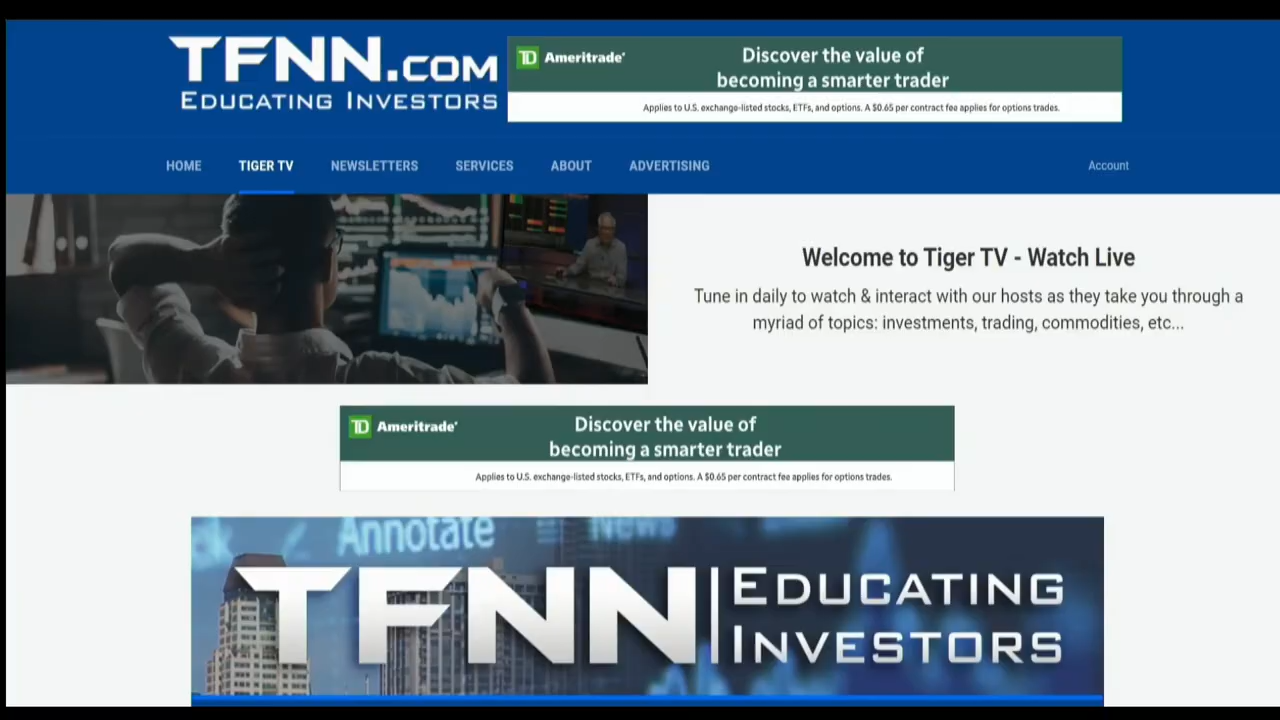 TFNN.COM
EDUCATING INVESTORS
TD Ameritrade
Discover the value of
becoming a smarter trader
Applies to U.S. exchange-listed stocks, ETFs, and options. A $0.65 per contract fee applies for options trades.
HOME TIGER TV NEWSLETTERS SERVICES ABOUT ADVERTISING Account
Welcome to Tiger TV - Watch Live
Tune in daily to watch & interact with our hosts as they take you through a
myriad of topics: investments, trading, commodities, etc...
TD Ameritrade
Discover the value of
becoming a smarter trader
Applies to U.S. exchange-listed stocks, ETFs, and options. A $0.65 per contract fee applies for options trades.
Annotate News
TFNN EDUCATING
INVESTORS